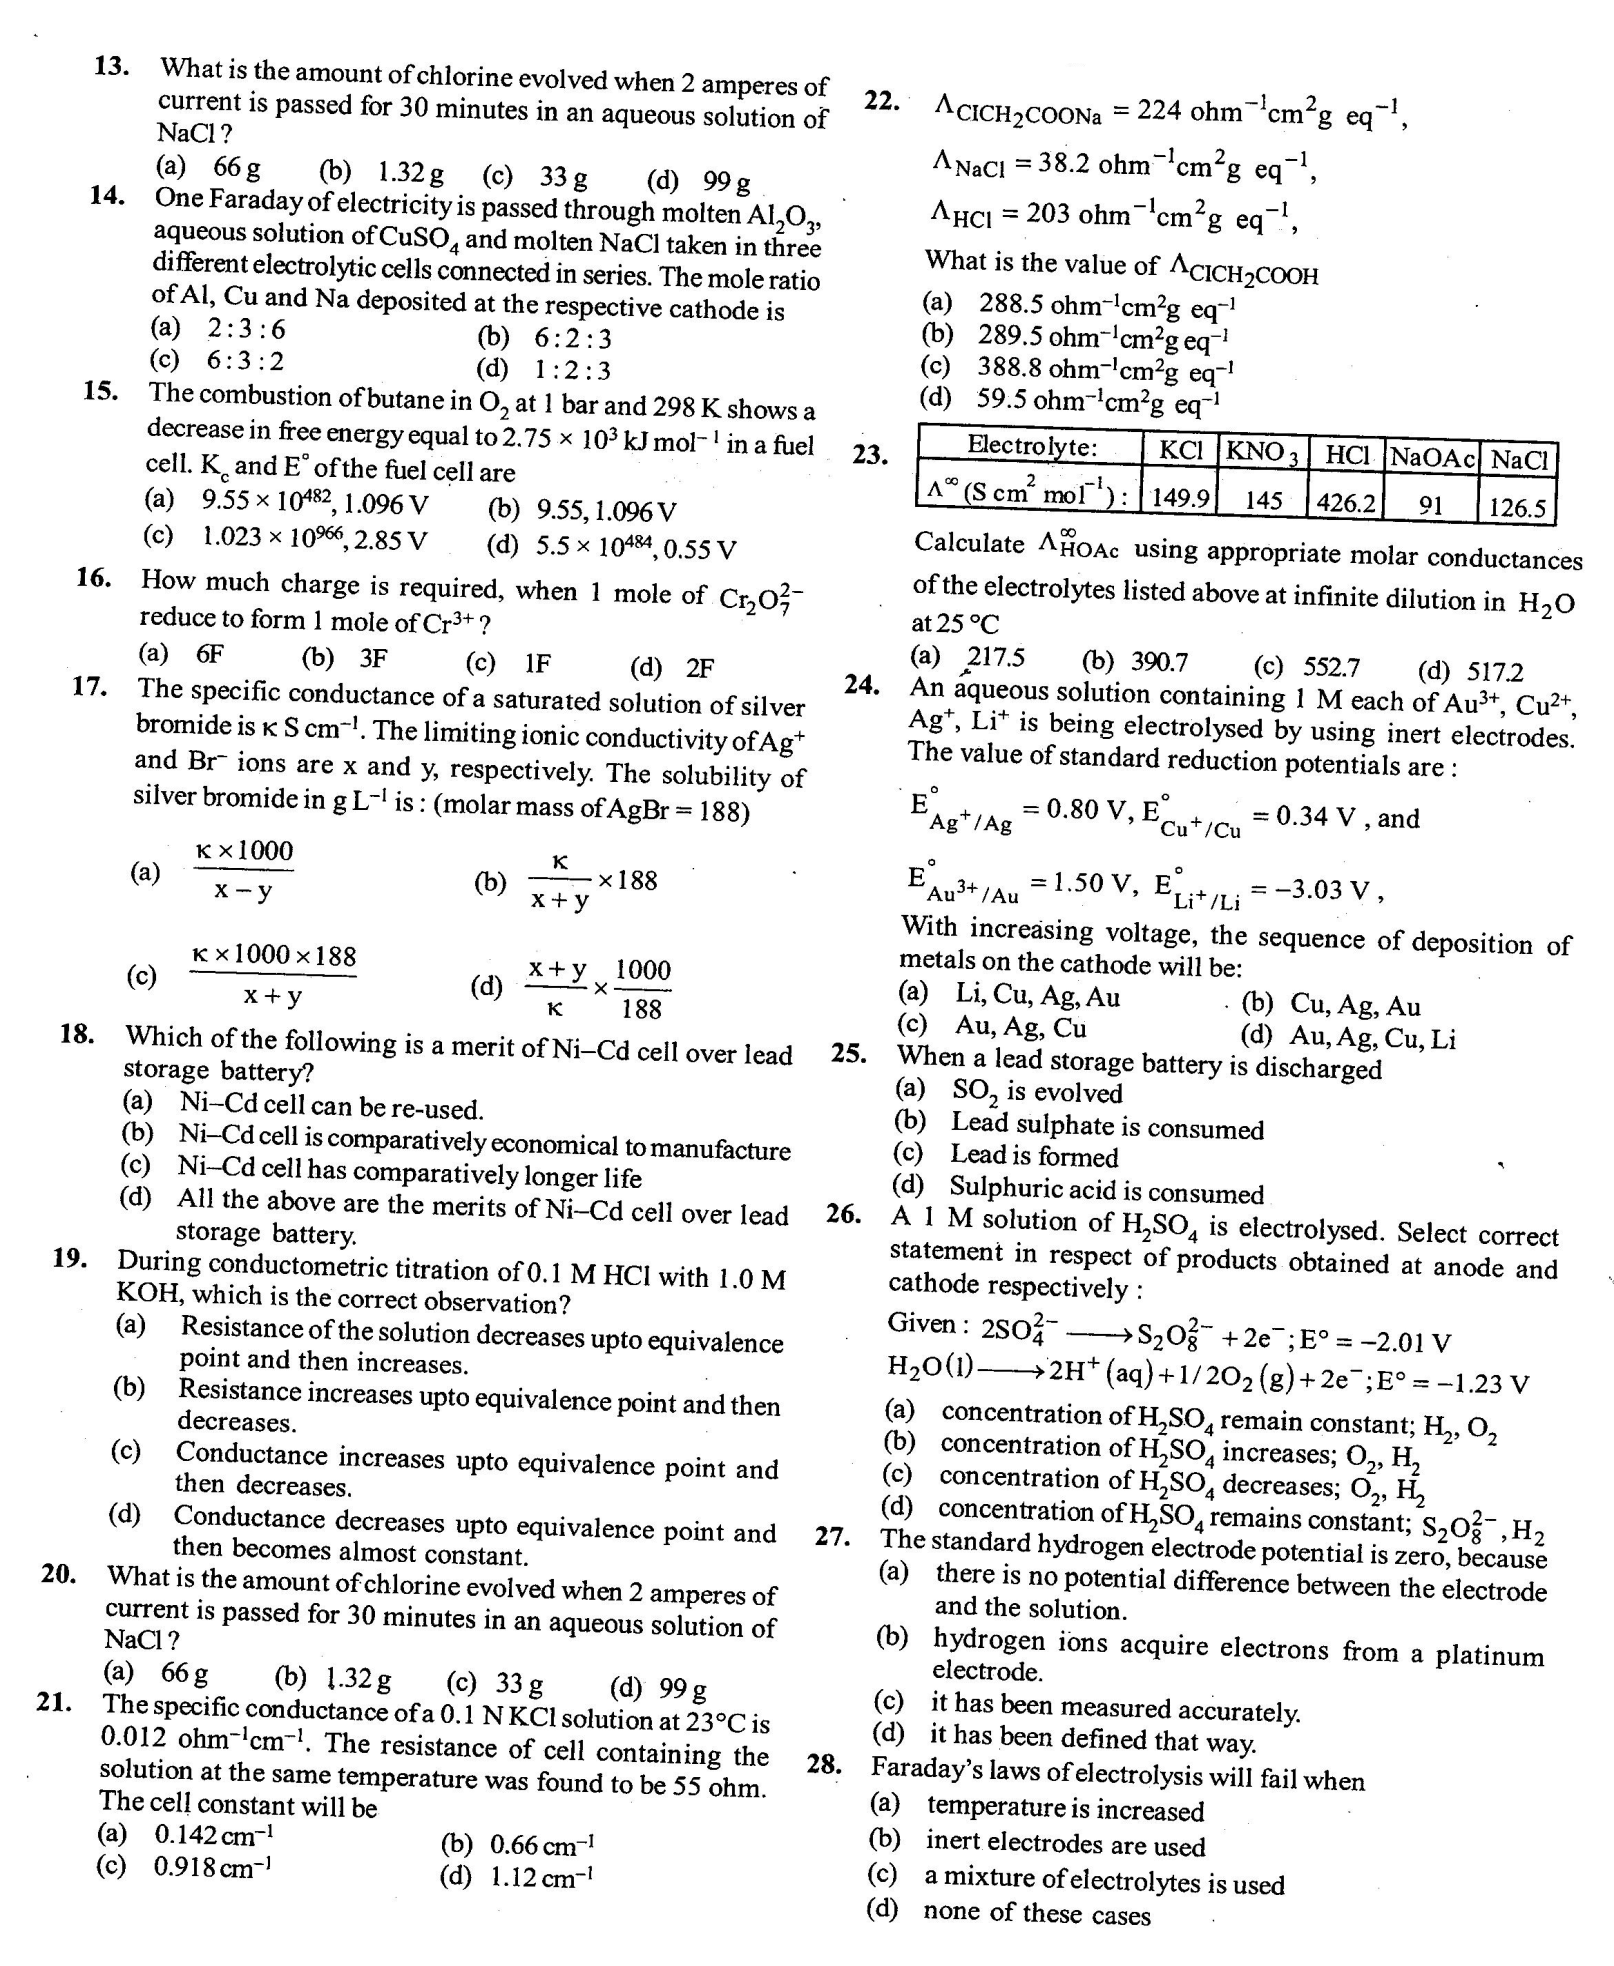 13. What is the amount of chlorine evolved when 2 amperes of
current is passed for 30 minutes in an aqueous solution of
NaCl ?
(a) 66 g (b) 1.32 g (c) 33 g (d) 99 g
14. One Faraday of electricity is passed through molten Al₂O₃,
aqueous solution of CuSO₄ and molten NaCl taken in three
different electrolytic cells connected in series. The mole ratio
of Al, Cu and Na deposited at the respective cathode is
(a) 2 : 3 : 6 (b) 6 : 2 : 3
(c) 6 : 3 : 2 (d) 1 : 2 : 3
15. The combustion of butane in O₂ at 1 bar and 298 K shows a
decrease in free energy equal to 2.75 × 10³ kJ mol⁻¹ in a fuel
cell. K_c and E° of the fuel cell are
(a) 9.55 × 10⁴⁸², 1.096 V (b) 9.55, 1.096 V
(c) 1.023 × 10⁹⁶⁶, 2.85 V (d) 5.5 × 10⁴⁸⁴, 0.55 V
16. How much charge is required, when 1 mole of Cr₂O₇²⁻
reduce to form 1 mole of Cr³⁺ ?
(a) 6F (b) 3F (c) 1F (d) 2F
17. The specific conductance of a saturated solution of silver
bromide is κ S cm⁻¹. The limiting ionic conductivity of Ag⁺
and Br⁻ ions are x and y, respectively. The solubility of
silver bromide in g L⁻¹ is : (molar mass of AgBr = 188)
(a) κ × 1000 / x − y (b) κ / x + y × 188
(c) κ × 1000 × 188 / x + y (d) x + y / κ × 1000 / 188
18. Which of the following is a merit of Ni–Cd cell over lead
storage battery?
(a) Ni–Cd cell can be re-used.
(b) Ni–Cd cell is comparatively economical to manufacture
(c) Ni–Cd cell has comparatively longer life
(d) All the above are the merits of Ni–Cd cell over lead
storage battery.
19. During conductometric titration of 0.1 M HCl with 1.0 M
KOH, which is the correct observation?
(a) Resistance of the solution decreases upto equivalence
point and then increases.
(b) Resistance increases upto equivalence point and then
decreases.
(c) Conductance increases upto equivalence point and
then decreases.
(d) Conductance decreases upto equivalence point and
then becomes almost constant.
20. What is the amount of chlorine evolved when 2 amperes of
current is passed for 30 minutes in an aqueous solution of
NaCl ?
(a) 66 g (b) 1.32 g (c) 33 g (d) 99 g
21. The specific conductance of a 0.1 N KCl solution at 23°C is
0.012 ohm⁻¹cm⁻¹. The resistance of cell containing the
solution at the same temperature was found to be 55 ohm.
The cell constant will be
(a) 0.142 cm⁻¹ (b) 0.66 cm⁻¹
(c) 0.918 cm⁻¹ (d) 1.12 cm⁻¹
22. Λ ClCH₂COONa = 224 ohm⁻¹cm²g eq⁻¹,
Λ NaCl = 38.2 ohm⁻¹cm²g eq⁻¹,
Λ HCl = 203 ohm⁻¹cm²g eq⁻¹,
What is the value of Λ ClCH₂COOH
(a) 288.5 ohm⁻¹cm²g eq⁻¹
(b) 289.5 ohm⁻¹cm²g eq⁻¹
(c) 388.8 ohm⁻¹cm²g eq⁻¹
(d) 59.5 ohm⁻¹cm²g eq⁻¹
23. Electrolyte: KCl KNO₃ HCl NaOAc NaCl
Λ∞ (S cm² mol⁻¹) : 149.9 145 426.2 91 126.5
Calculate Λ∞ HOAc using appropriate molar conductances
of the electrolytes listed above at infinite dilution in H₂O
at 25 °C
(a) 217.5 (b) 390.7 (c) 552.7 (d) 517.2
24. An aqueous solution containing 1 M each of Au³⁺, Cu²⁺,
Ag⁺, Li⁺ is being electrolysed by using inert electrodes.
The value of standard reduction potentials are :
E° Ag⁺/Ag = 0.80 V, E° Cu⁺/Cu = 0.34 V , and
E° Au³⁺/Au = 1.50 V, E° Li⁺/Li = −3.03 V ,
With increasing voltage, the sequence of deposition of
metals on the cathode will be:
(a) Li, Cu, Ag, Au (b) Cu, Ag, Au
(c) Au, Ag, Cu (d) Au, Ag, Cu, Li
25. When a lead storage battery is discharged
(a) SO₂ is evolved
(b) Lead sulphate is consumed
(c) Lead is formed
(d) Sulphuric acid is consumed
26. A 1 M solution of H₂SO₄ is electrolysed. Select correct
statement in respect of products obtained at anode and
cathode respectively :
Given : 2SO₄²⁻ ⟶ S₂O₈²⁻ + 2e⁻ ; E° = −2.01 V
H₂O(l) ⟶ 2H⁺ (aq) + 1/ 2O₂ (g) + 2e⁻ ; E° = −1.23 V
(a) concentration of H₂SO₄ remain constant; H₂, O₂
(b) concentration of H₂SO₄ increases; O₂, H₂
(c) concentration of H₂SO₄ decreases; O₂, H₂
(d) concentration of H₂SO₄ remains constant; S₂O₈²⁻ , H₂
27. The standard hydrogen electrode potential is zero, because
(a) there is no potential difference between the electrode
and the solution.
(b) hydrogen ions acquire electrons from a platinum
electrode.
(c) it has been measured accurately.
(d) it has been defined that way.
28. Faraday's laws of electrolysis will fail when
(a) temperature is increased
(b) inert electrodes are used
(c) a mixture of electrolytes is used
(d) none of these cases